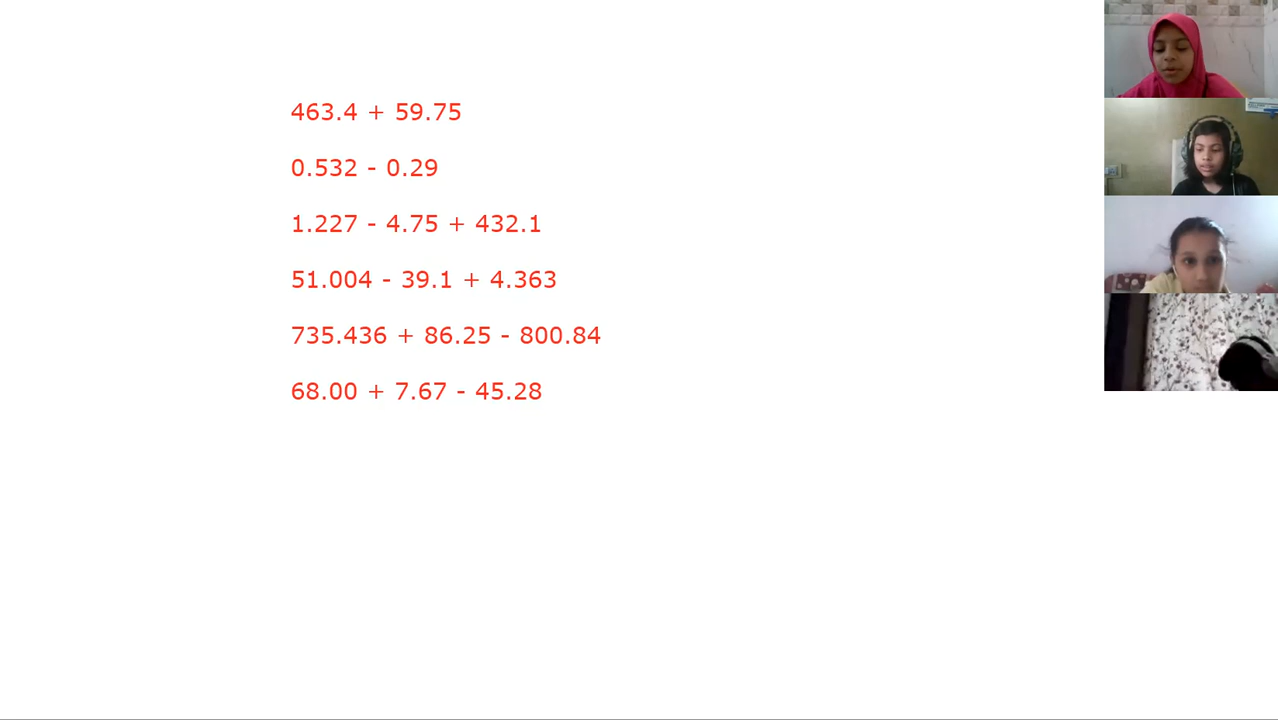 463.4 + 59.75
0.532 - 0.29
1.227 - 4.75 + 432.1
51.004 - 39.1 + 4.363
735.436 + 86.25 - 800.84
68.00 + 7.67 - 45.28